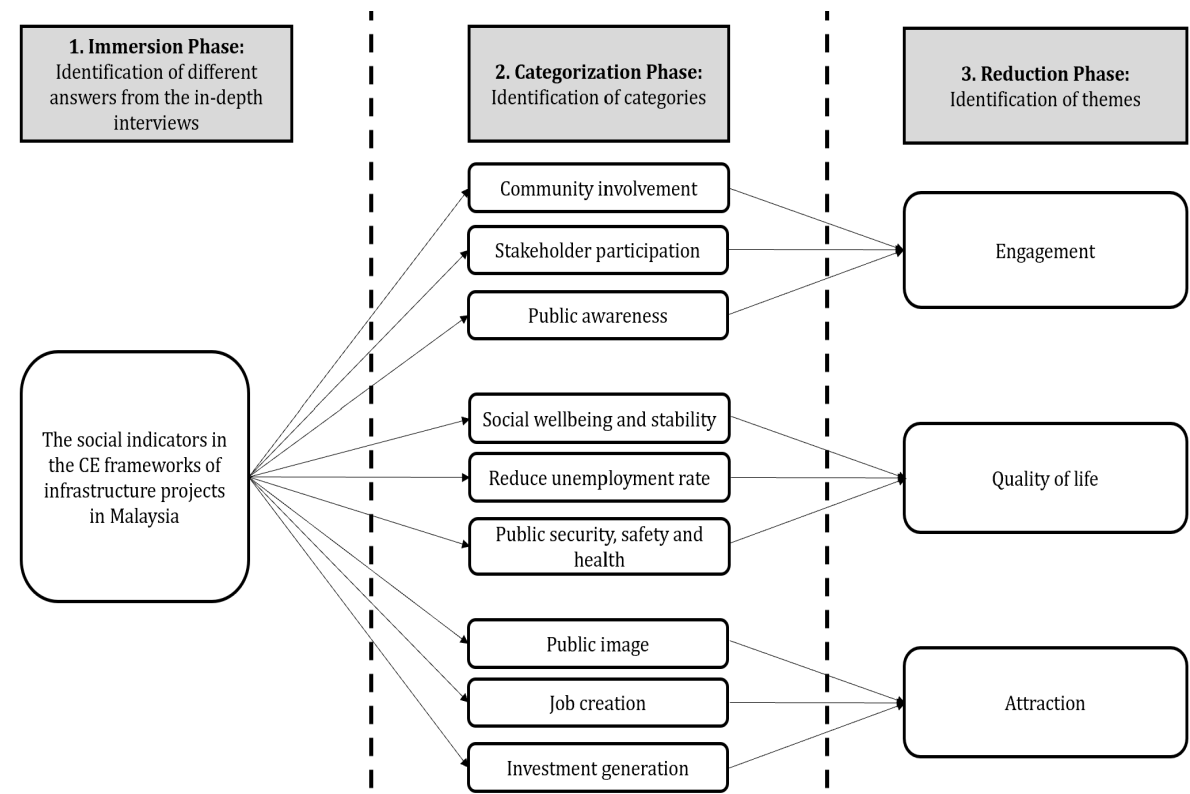 1. Immersion Phase:
Identification of different
answers from the in-depth
interviews
2. Categorization Phase:
Identification of categories
3. Reduction Phase:
Identification of themes
The social indicators in
the CE frameworks of
infrastructure projects
in Malaysia
Community involvement
Stakeholder participation
Public awareness
Social wellbeing and stability
Reduce unemployment rate
Public security, safety and
health
Public image
Job creation
Investment generation
Engagement
Quality of life
Attraction